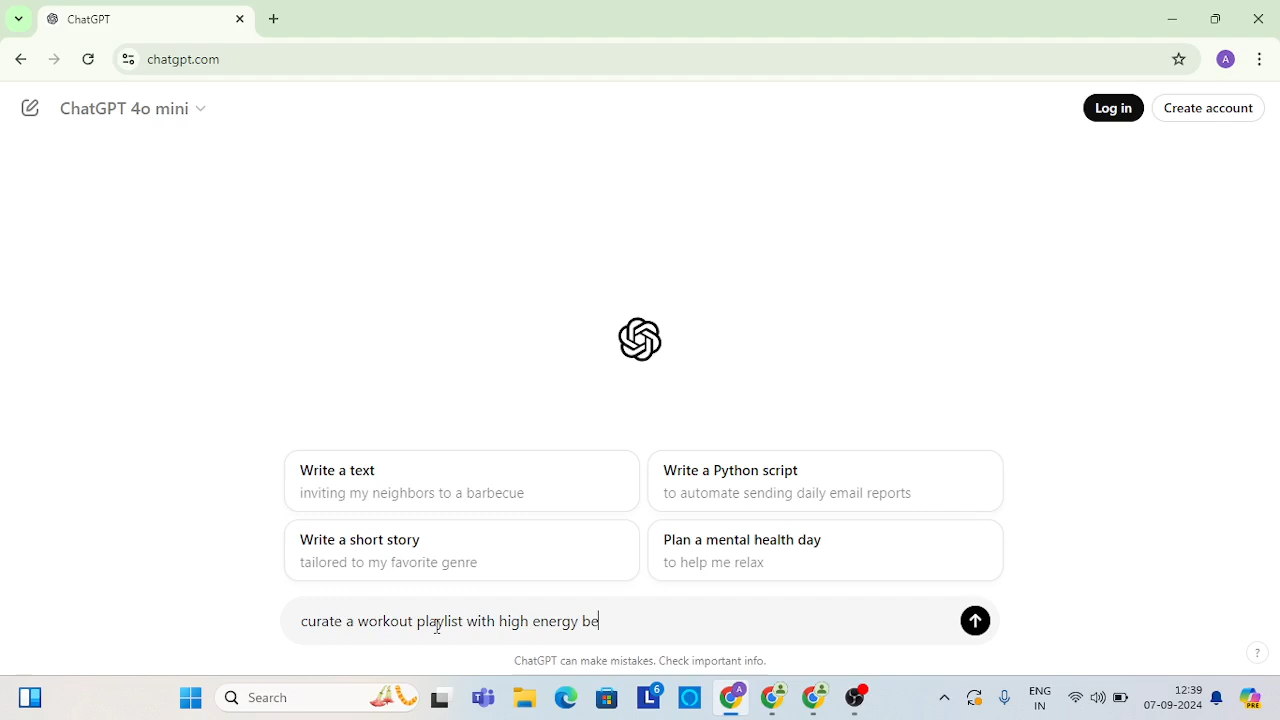 ChatGPT
chatgpt.com
A
ChatGPT 4o mini
Log in
Create account
Write a text
inviting my neighbors to a barbecue
Write a Python script
to automate sending daily email reports
Write a short story
tailored to my favorite genre
Plan a mental health day
to help me relax
curate a workout playlist with high energy be
ChatGPT can make mistakes. Check important info.
?
Search
6
A
ENG
IN
12:39
07-08-2024
PRE